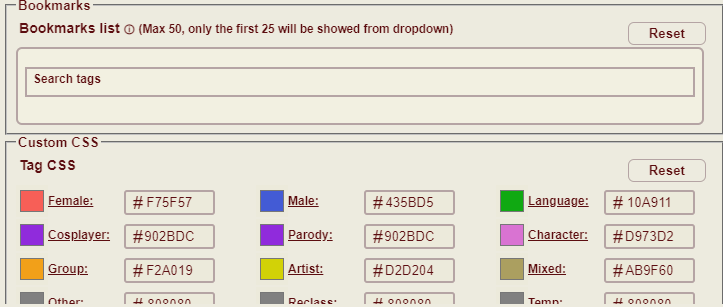 Bookmarks
Bookmarks list (Max 50, only the first 25 will be showed from dropdown)
Reset
Search tags
Custom CSS
Tag CSS
Reset
Female: # F75F57 Male: # 435BD5 Language: # 10A911
Cosplayer: #902BDC Parody: #902BDC Character: #D973D2
Group: #F2A019 Artist: #D2D204 Mixed: #AB9F60
Other: # 808080 Reclass: # 808080 Temp: # 808080